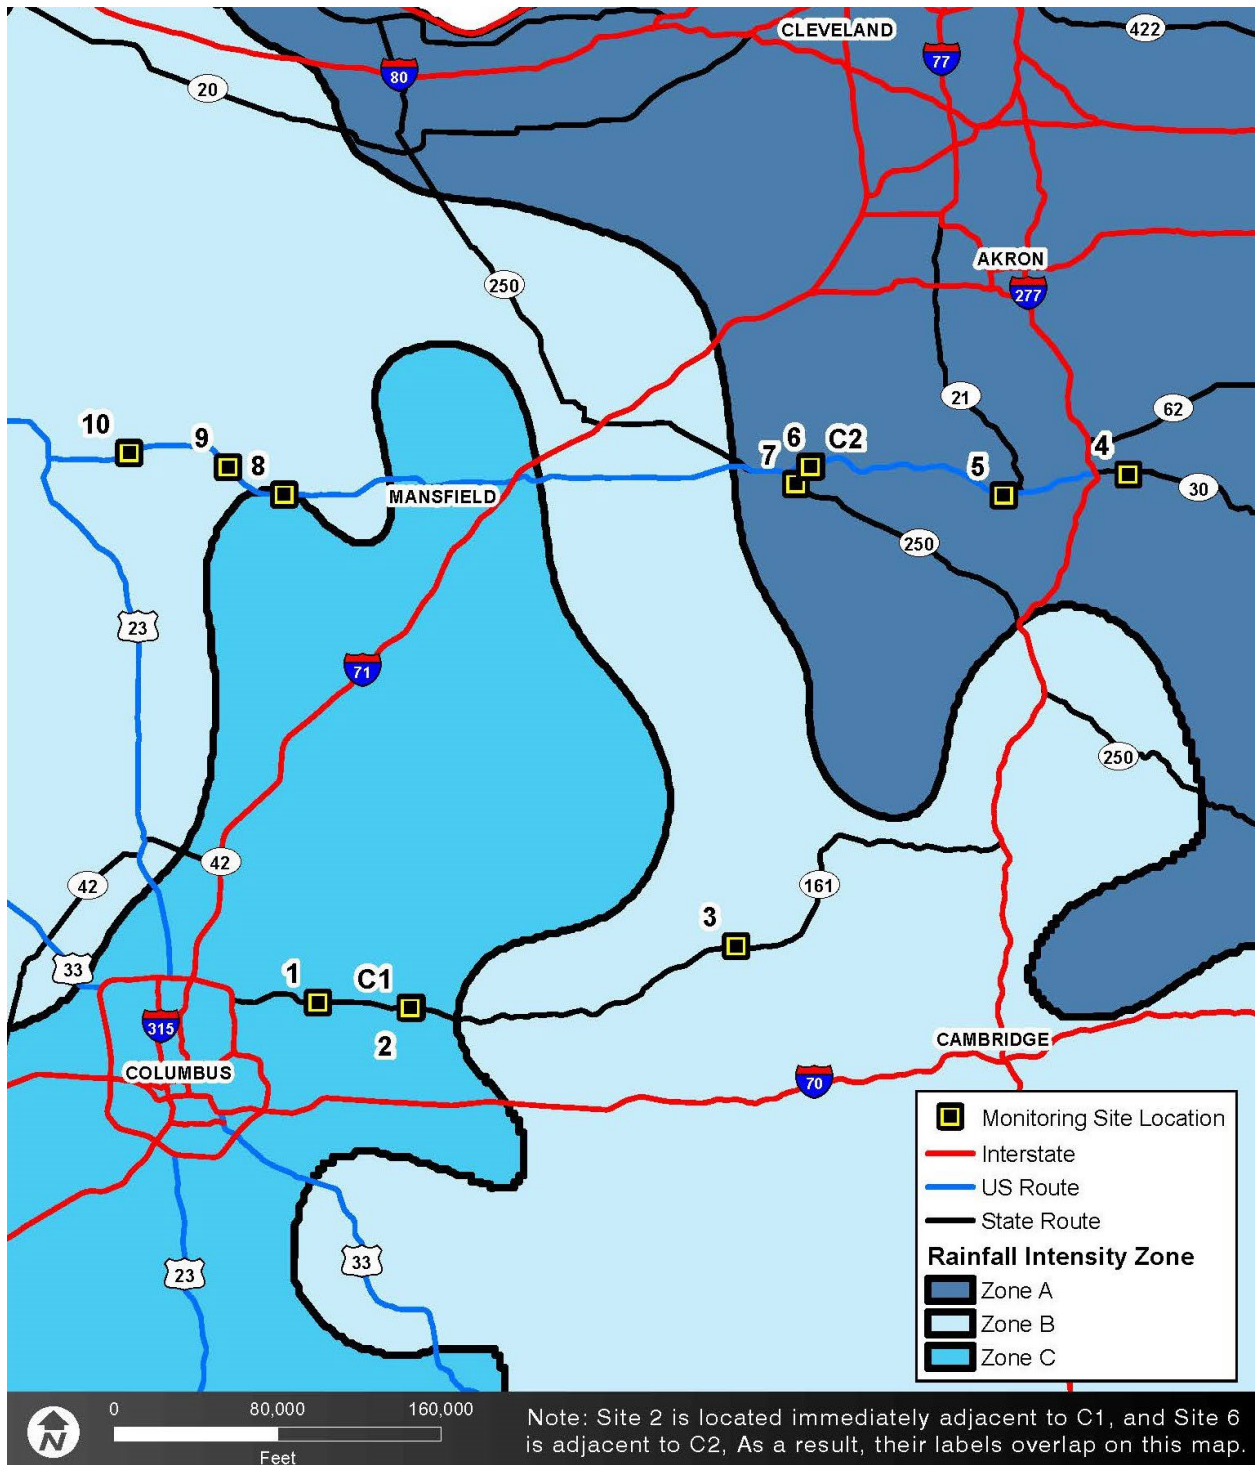 CLEVELAND
422
77
80
20
AKRON
250
277
21
62
10
9
8
7
6
C2
5
4
MANSFIELD
30
250
23
71
250
42
42
161
3
33
1
C1
2
315
COLUMBUS
CAMBRIDGE
70
33
23
Monitoring Site Location
Interstate
US Route
State Route
Rainfall Intensity Zone
Zone A
Zone B
Zone C
N
0 80,000 160,000
Feet
Note: Site 2 is located immediately adjacent to C1, and Site 6
is adjacent to C2, As a result, their labels overlap on this map.